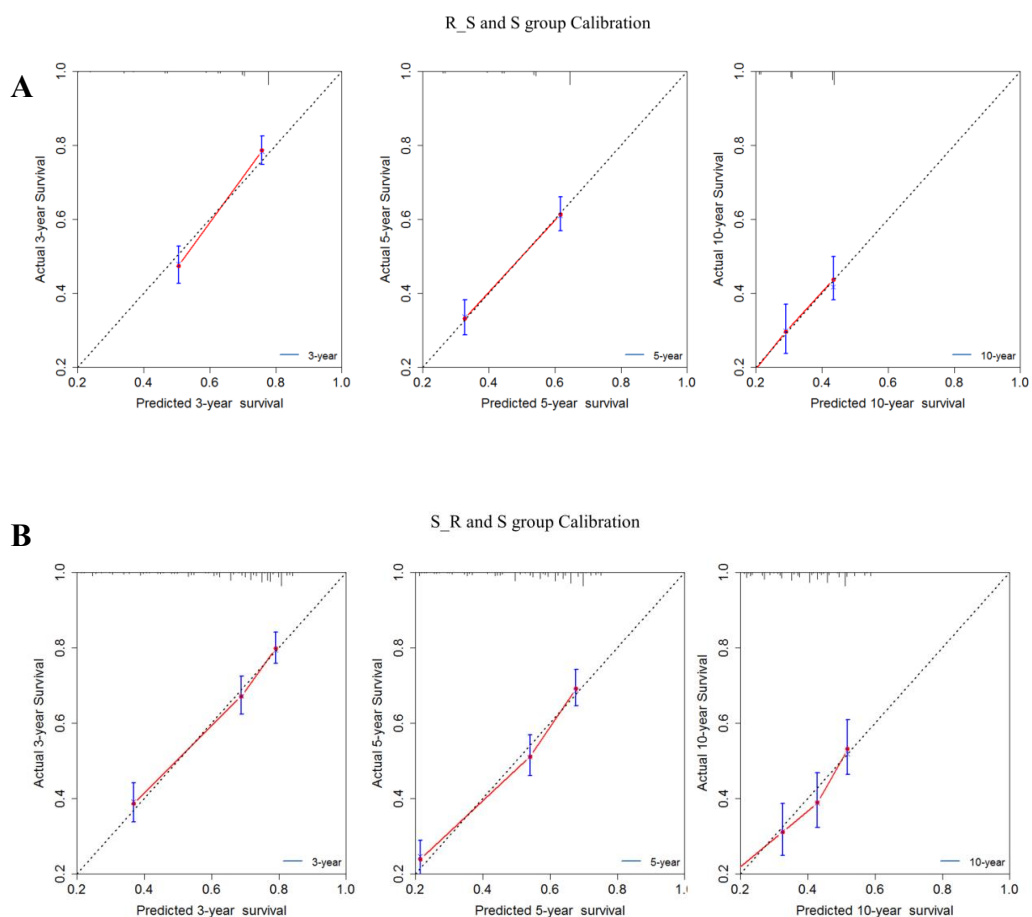 R_S and S group Calibration
A
Actual 3-year Survival
0.2 0.4 0.6 0.8 1.0
3-year
0.2 0.4 0.6 0.8 1.0
Predicted 3-year survival
Actual 5-year Survival
0.2 0.4 0.6 0.8 1.0
5-year
0.2 0.4 0.6 0.8 1.0
Predicted 5-year survival
Actual 10-year Survival
0.2 0.4 0.6 0.8 1.0
10-year
0.2 0.4 0.6 0.8 1.0
Predicted 10-year survival
B
S_R and S group Calibration
Actual 3-year Survival
0.2 0.4 0.6 0.8 1.0
3-year
0.2 0.4 0.6 0.8 1.0
Predicted 3-year survival
Actual 5-year Survival
0.2 0.4 0.6 0.8 1.0
5-year
0.2 0.4 0.6 0.8 1.0
Predicted 5-year survival
Actual 10-year Survival
0.2 0.4 0.6 0.8 1.0
10-year
0.2 0.4 0.6 0.8 1.0
Predicted 10-year survival